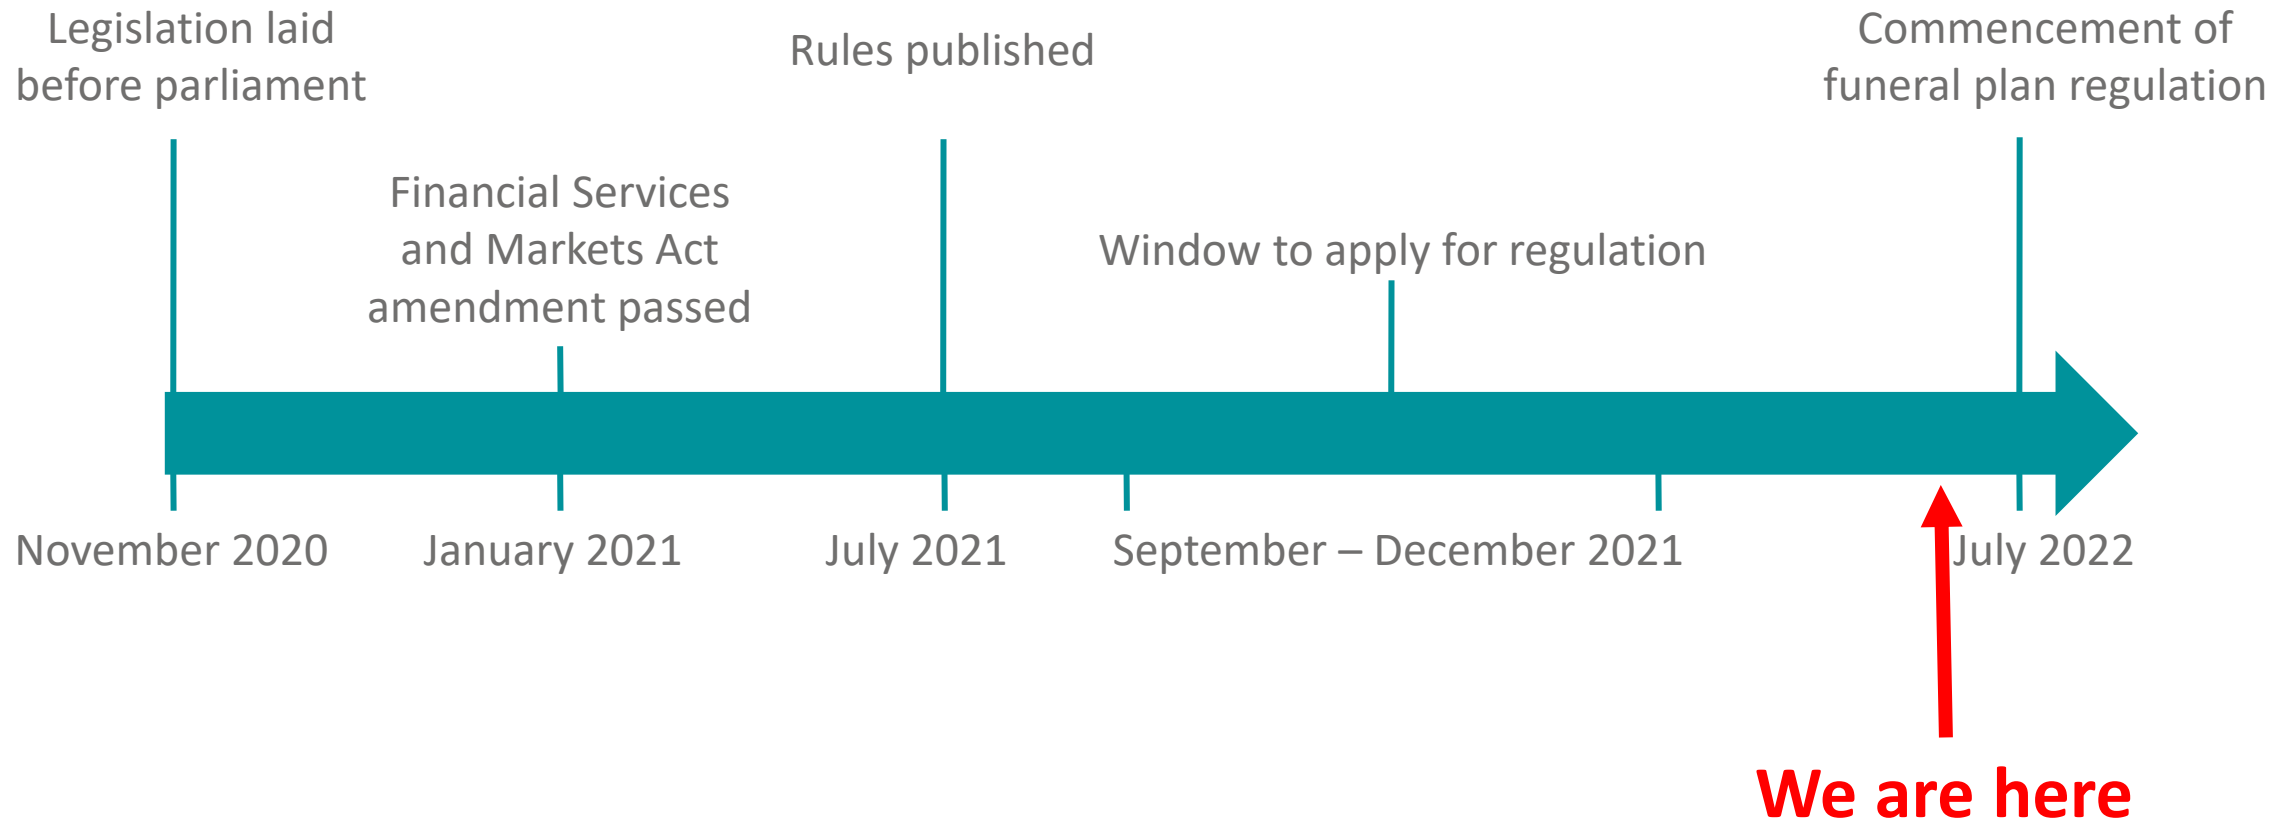 Legislation laid
before parliament
Financial Services
and Markets Act
amendment passed
Rules published
Window to apply for regulation
Commencement of
funeral plan regulation
November 2020
January 2021
July 2021
September – December 2021
July 2022
We are here